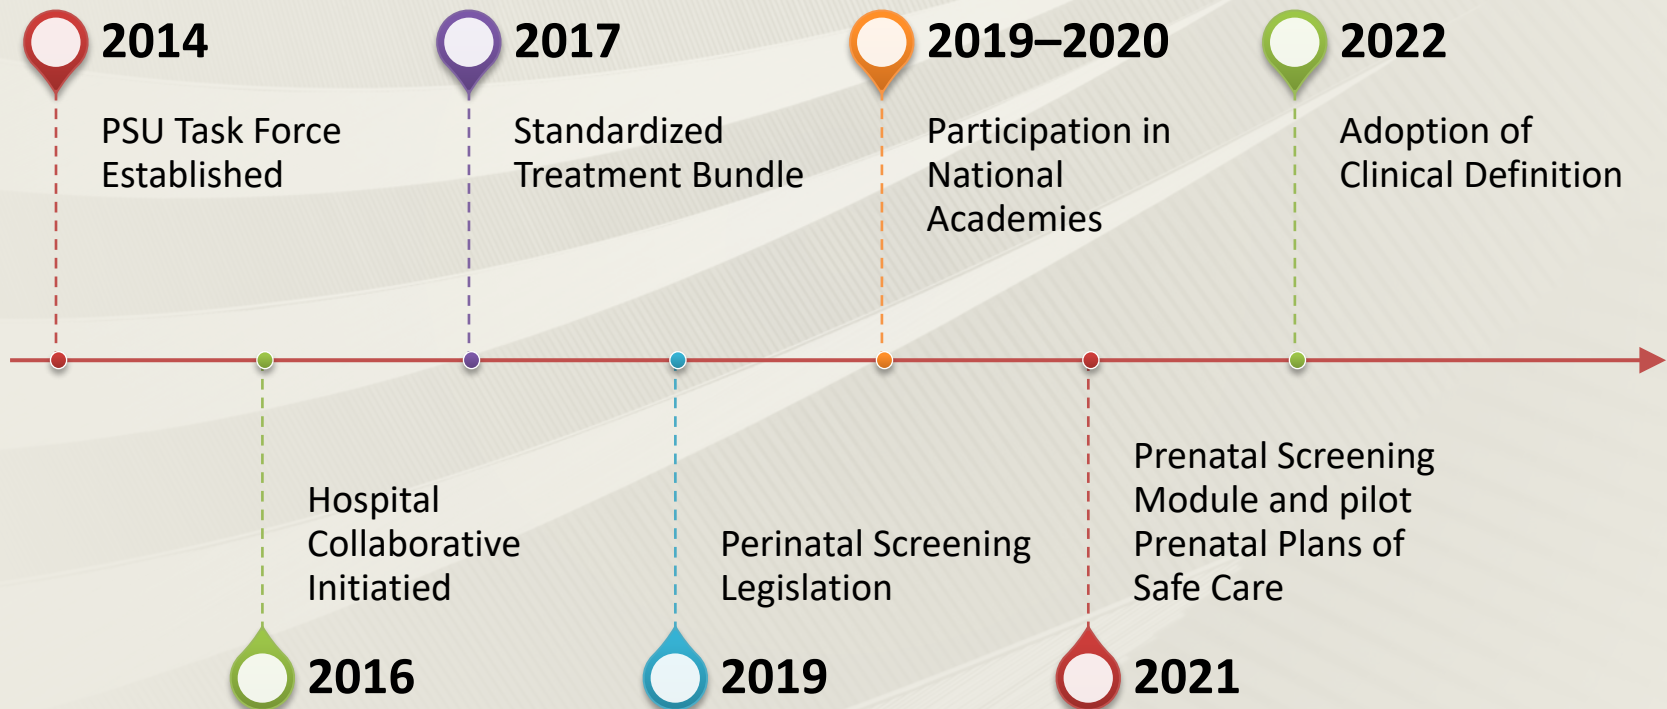 2014
PSU Task Force
Established
2017
Standardized
Treatment Bundle
2019–2020
Participation in
National
Academies
2022
Adoption of
Clinical Definition
Hospital
Collaborative
Initiatied
2016
Perinatal Screening
Legislation
2019
Prenatal Screening
Module and pilot
Prenatal Plans of
Safe Care
2021